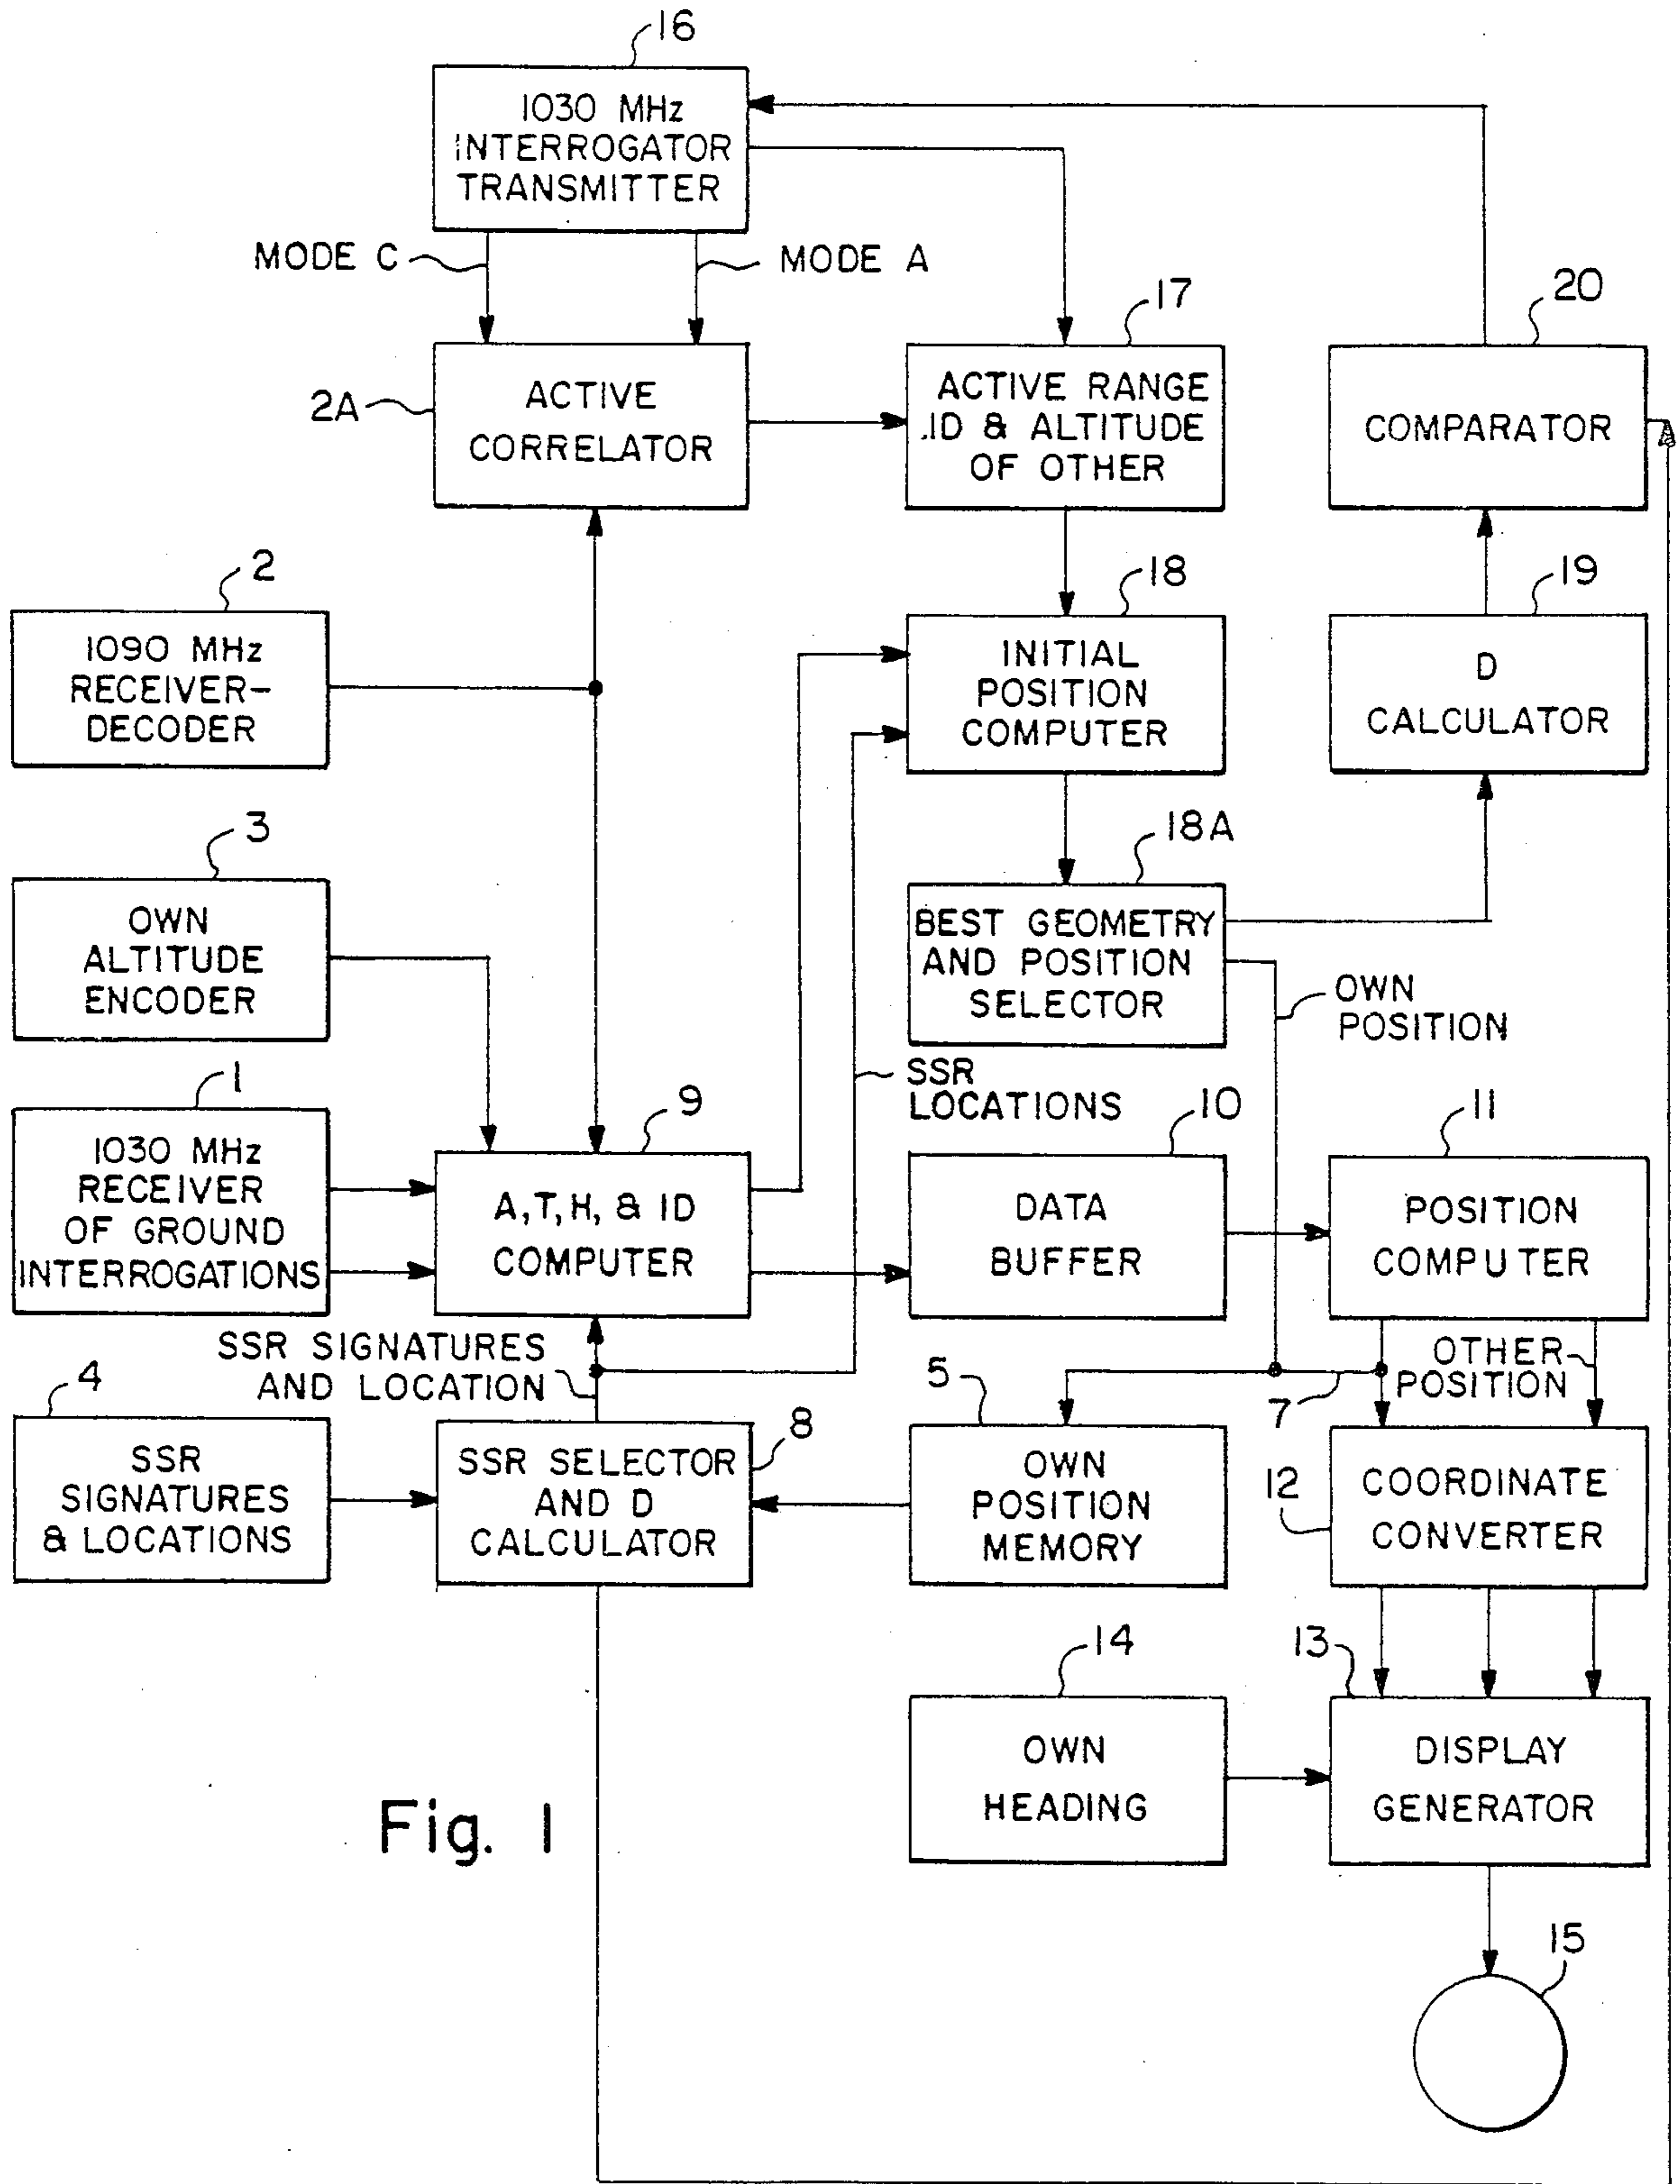 16
1030 MHz
INTERROGATOR
TRANSMITTER
MODE C
MODE A
17
20
2A
ACTIVE
CORRELATOR
ACTIVE RANGE
ID & ALTITUDE
OF OTHER
COMPARATOR
2
1090 MHz
RECEIVER-
DECODER
18
INITIAL
POSITION
COMPUTER
19
D
CALCULATOR
3
OWN
ALTITUDE
ENCODER
18A
BEST GEOMETRY
AND POSITION
SELECTOR
OWN
POSITION
1
1030 MHz
RECEIVER
OF GROUND
INTERROGATIONS
9
A,T,H, & ID
COMPUTER
SSR
LOCATIONS
10
DATA
BUFFER
11
POSITION
COMPUTER
SSR SIGNATURES
AND LOCATION
OTHER
POSITION
7
4
SSR
SIGNATURES
& LOCATIONS
8
SSR SELECTOR
AND D
CALCULATOR
5
OWN
POSITION
MEMORY
12
COORDINATE
CONVERTER
14
OWN
HEADING
13
DISPLAY
GENERATOR
15
Fig. 1